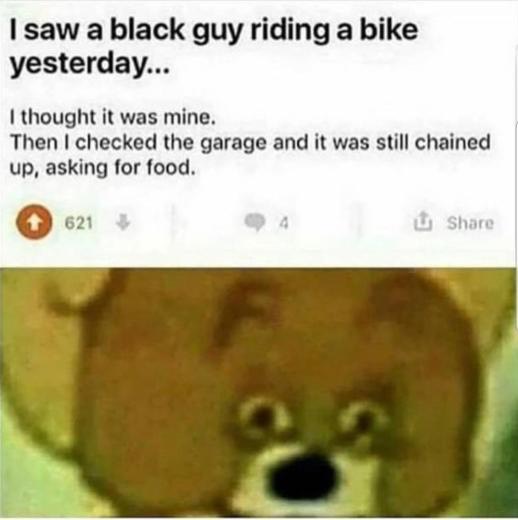 I saw a black guy riding a bike
yesterday...
I thought it was mine.
Then I checked the garage and it was still chained
up, asking for food.
621 4 Share